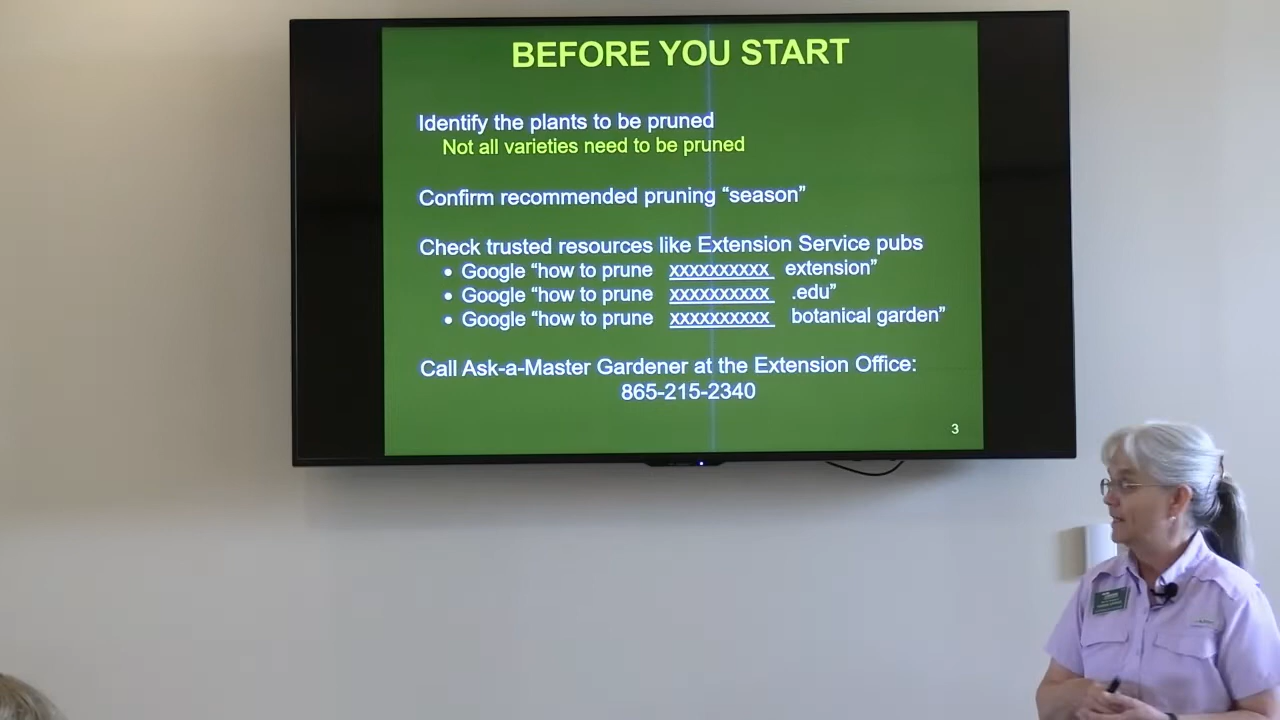 BEFORE YOU START
Identify the plants to be pruned
Not all varieties need to be pruned
Confirm recommended pruning “season”
Check trusted resources like Extension Service pubs
• Google “how to prune xxxxxxxxxx extension”
• Google “how to prune xxxxxxxxxx .edu”
• Google “how to prune xxxxxxxxxx botanical garden”
Call Ask-a-Master Gardener at the Extension Office:
865-215-2340
3